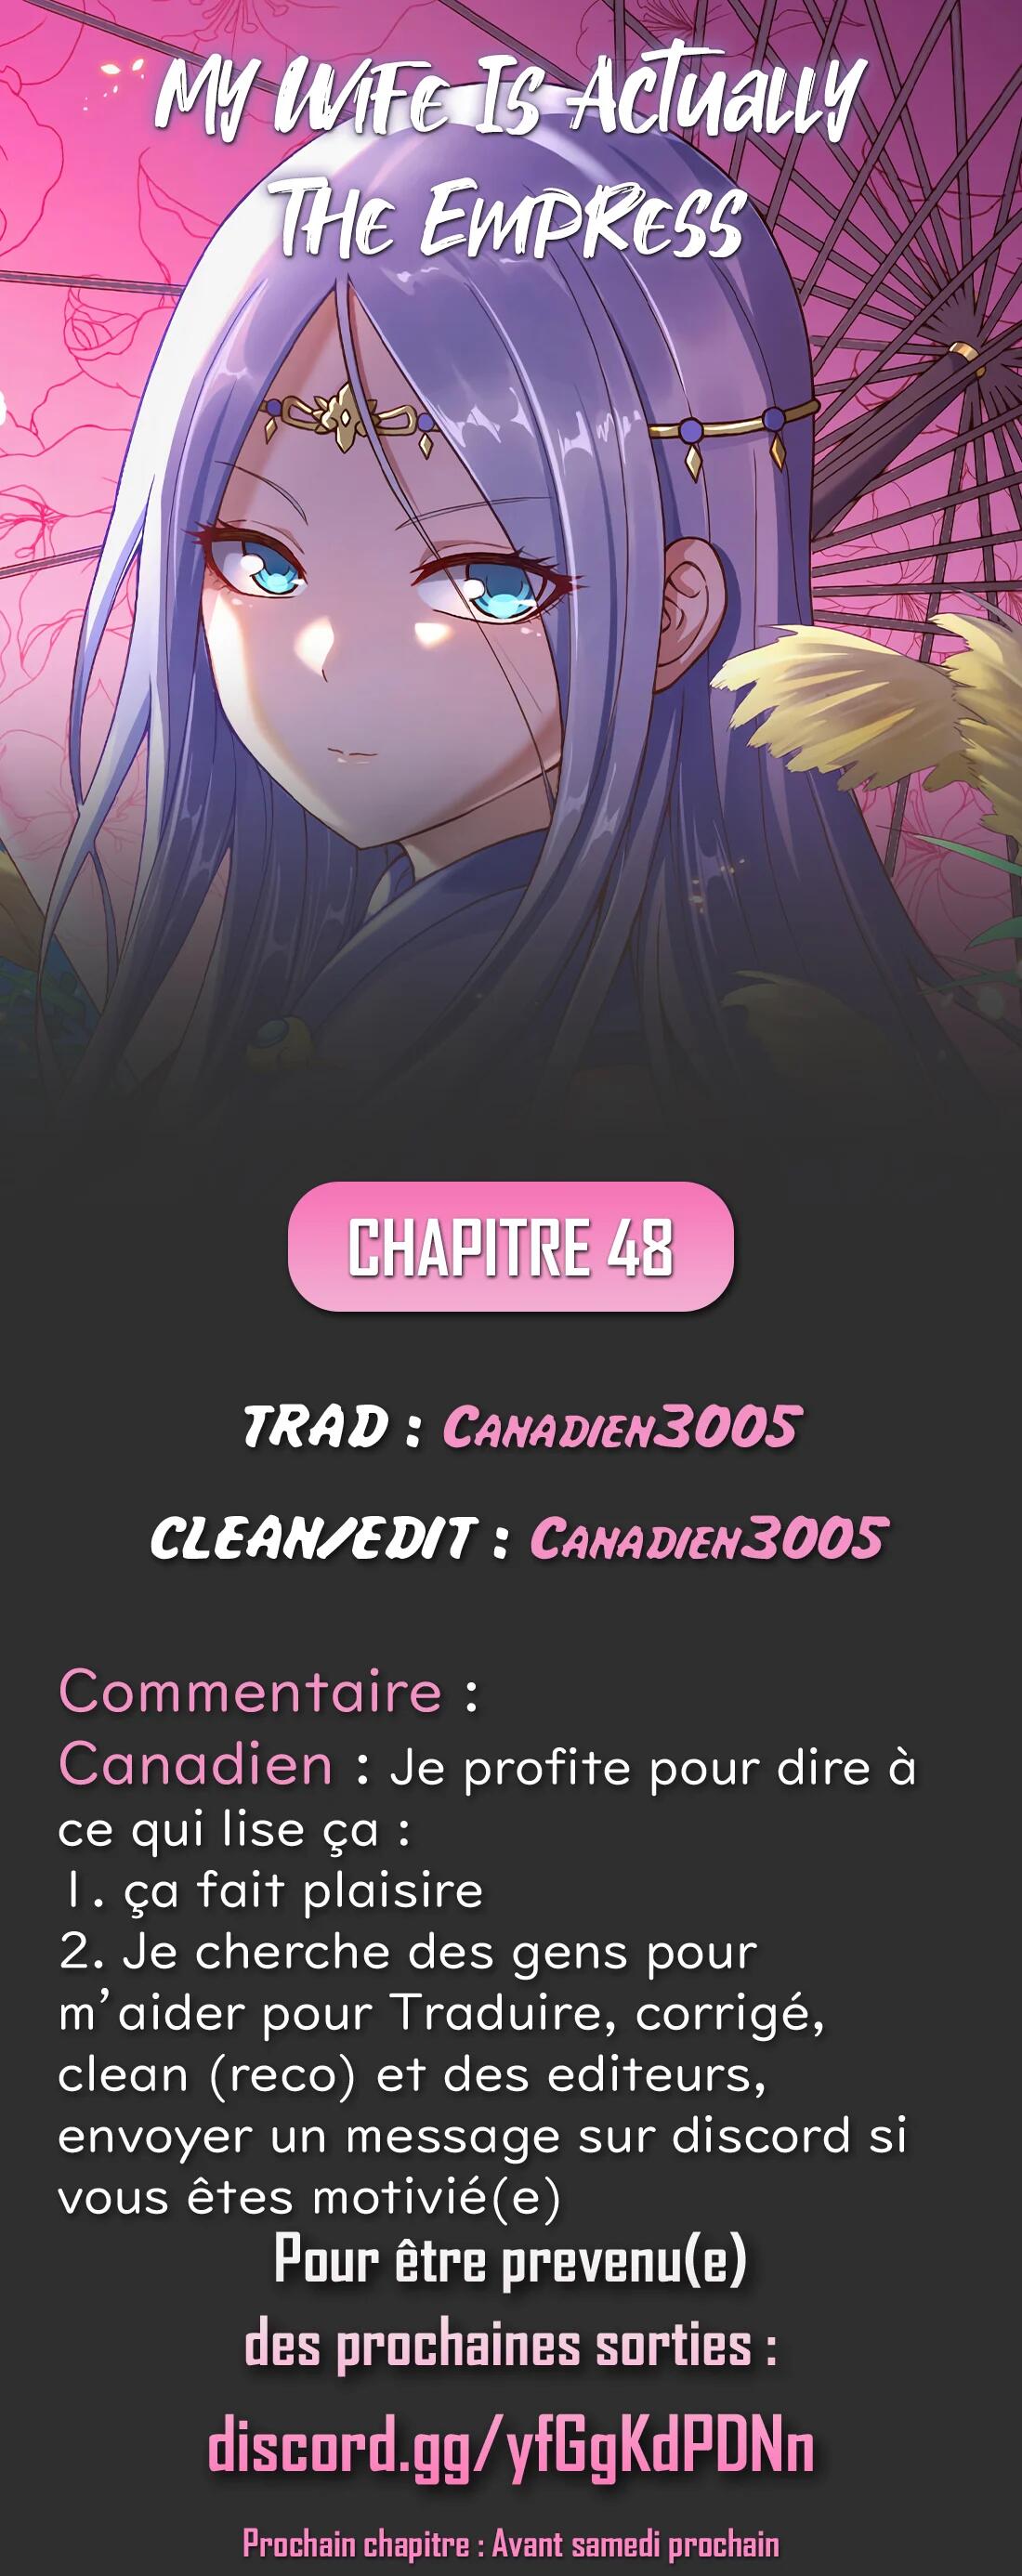 My Wife Is Actually
The Empress
CHAPITRE 48
TRAD : Canadien3005
CLEAN/EDIT : Canadien3005
Commentaire :
Canadien : Je profite pour dire à
ce qui lise ça :
1. ça fait plaisire
2. Je cherche des gens pour
m’aider pour Traduire, corrigé,
clean (reco) et des editeurs,
envoyer un message sur discord si
vous êtes motivié(e)
Pour être prevenu(e)
des prochaines sorties :
discord.gg/yfGgKdPDNn
Prochain chapitre : Avant samedi prochain